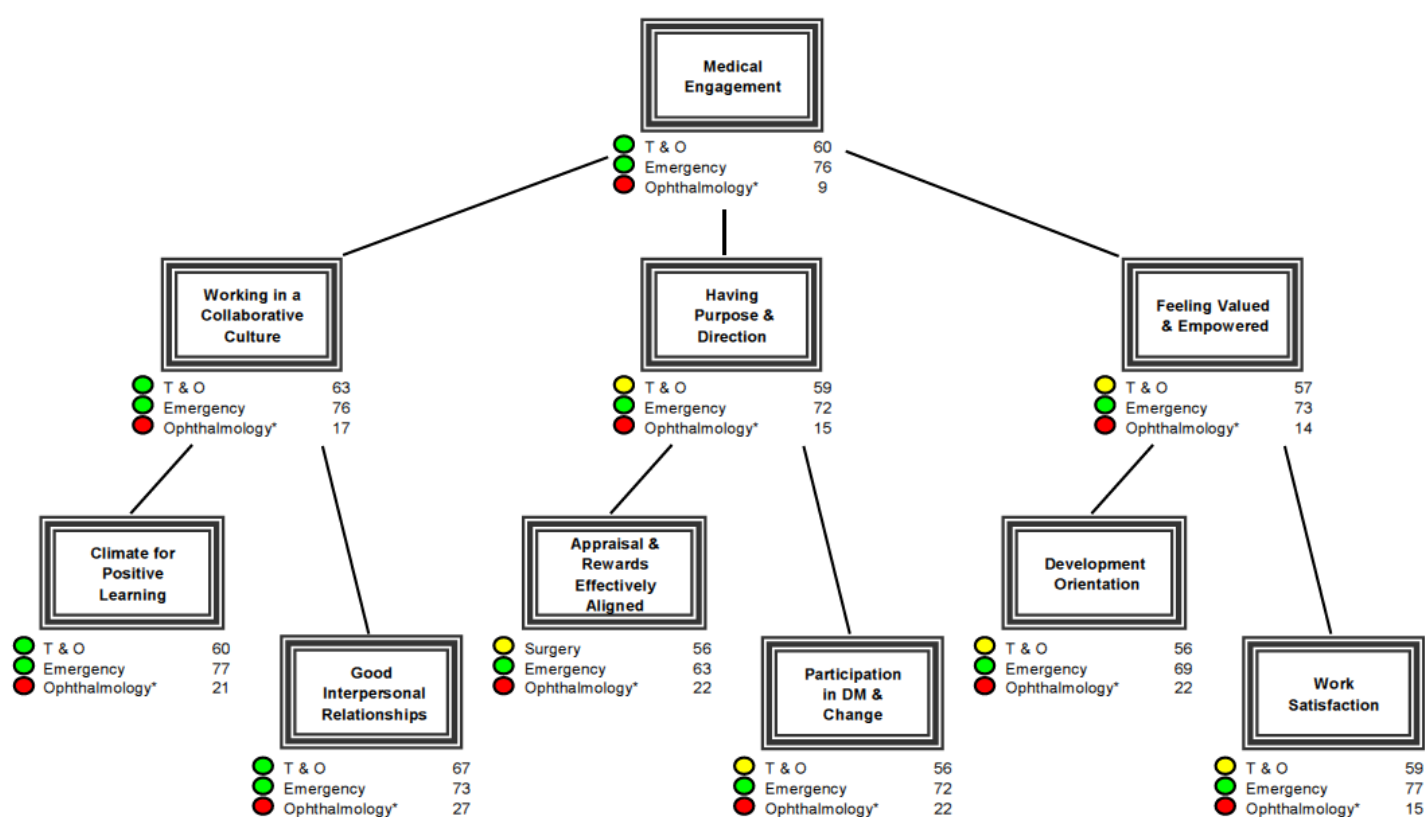 Medical
Engagement
T & O 60
Emergency 76
Ophthalmology* 9
Working in a
Collaborative
Culture
T & O 63
Emergency 76
Ophthalmology* 17
Having
Purpose &
Direction
T & O 59
Emergency 72
Ophthalmology* 15
Feeling Valued
& Empowered
T & O 57
Emergency 73
Ophthalmology* 14
Climate for
Positive
Learning
T & O 60
Emergency 77
Ophthalmology* 21
Good
Interpersonal
Relationships
T & O 67
Emergency 73
Ophthalmology* 27
Appraisal &
Rewards
Effectively
Aligned
Surgery 56
Emergency 63
Ophthalmology* 22
Participation
in DM &
Change
T & O 56
Emergency 72
Ophthalmology* 22
Development
Orientation
T & O 56
Emergency 69
Ophthalmology* 22
Work
Satisfaction
T & O 59
Emergency 77
Ophthalmology* 15